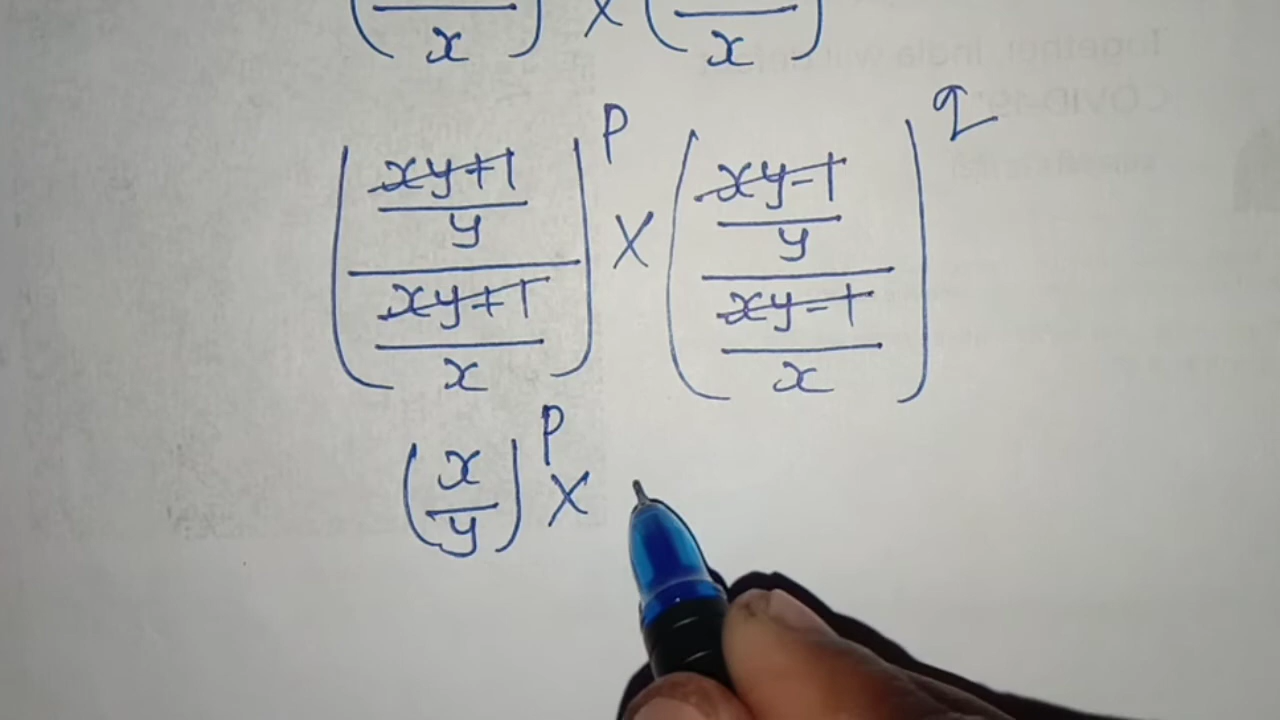 ( / x ) × ( / x )
( (xy+1)/y / (xy+1)/x )^P × ( (xy-1)/y / (xy-1)/x )^q
(x/y)^P ×